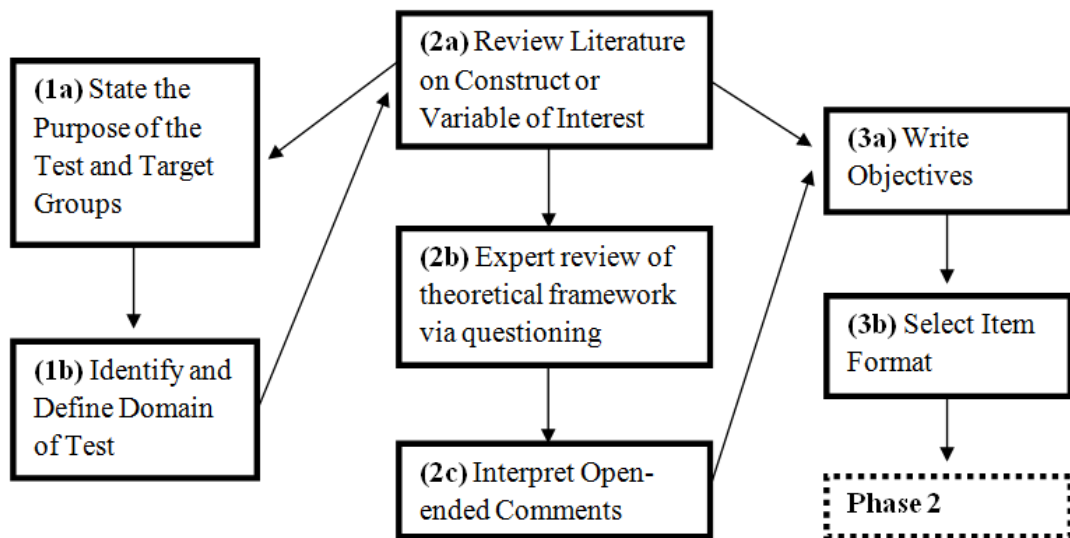 (1a) State the
Purpose of the
Test and Target
Groups
(1b) Identify and
Define Domain
of Test
(2a) Review Literature
on Construct or
Variable of Interest
(2b) Expert review of
theoretical framework
via questioning
(2c) Interpret Open-
ended Comments
(3a) Write
Objectives
(3b) Select Item
Format
Phase 2